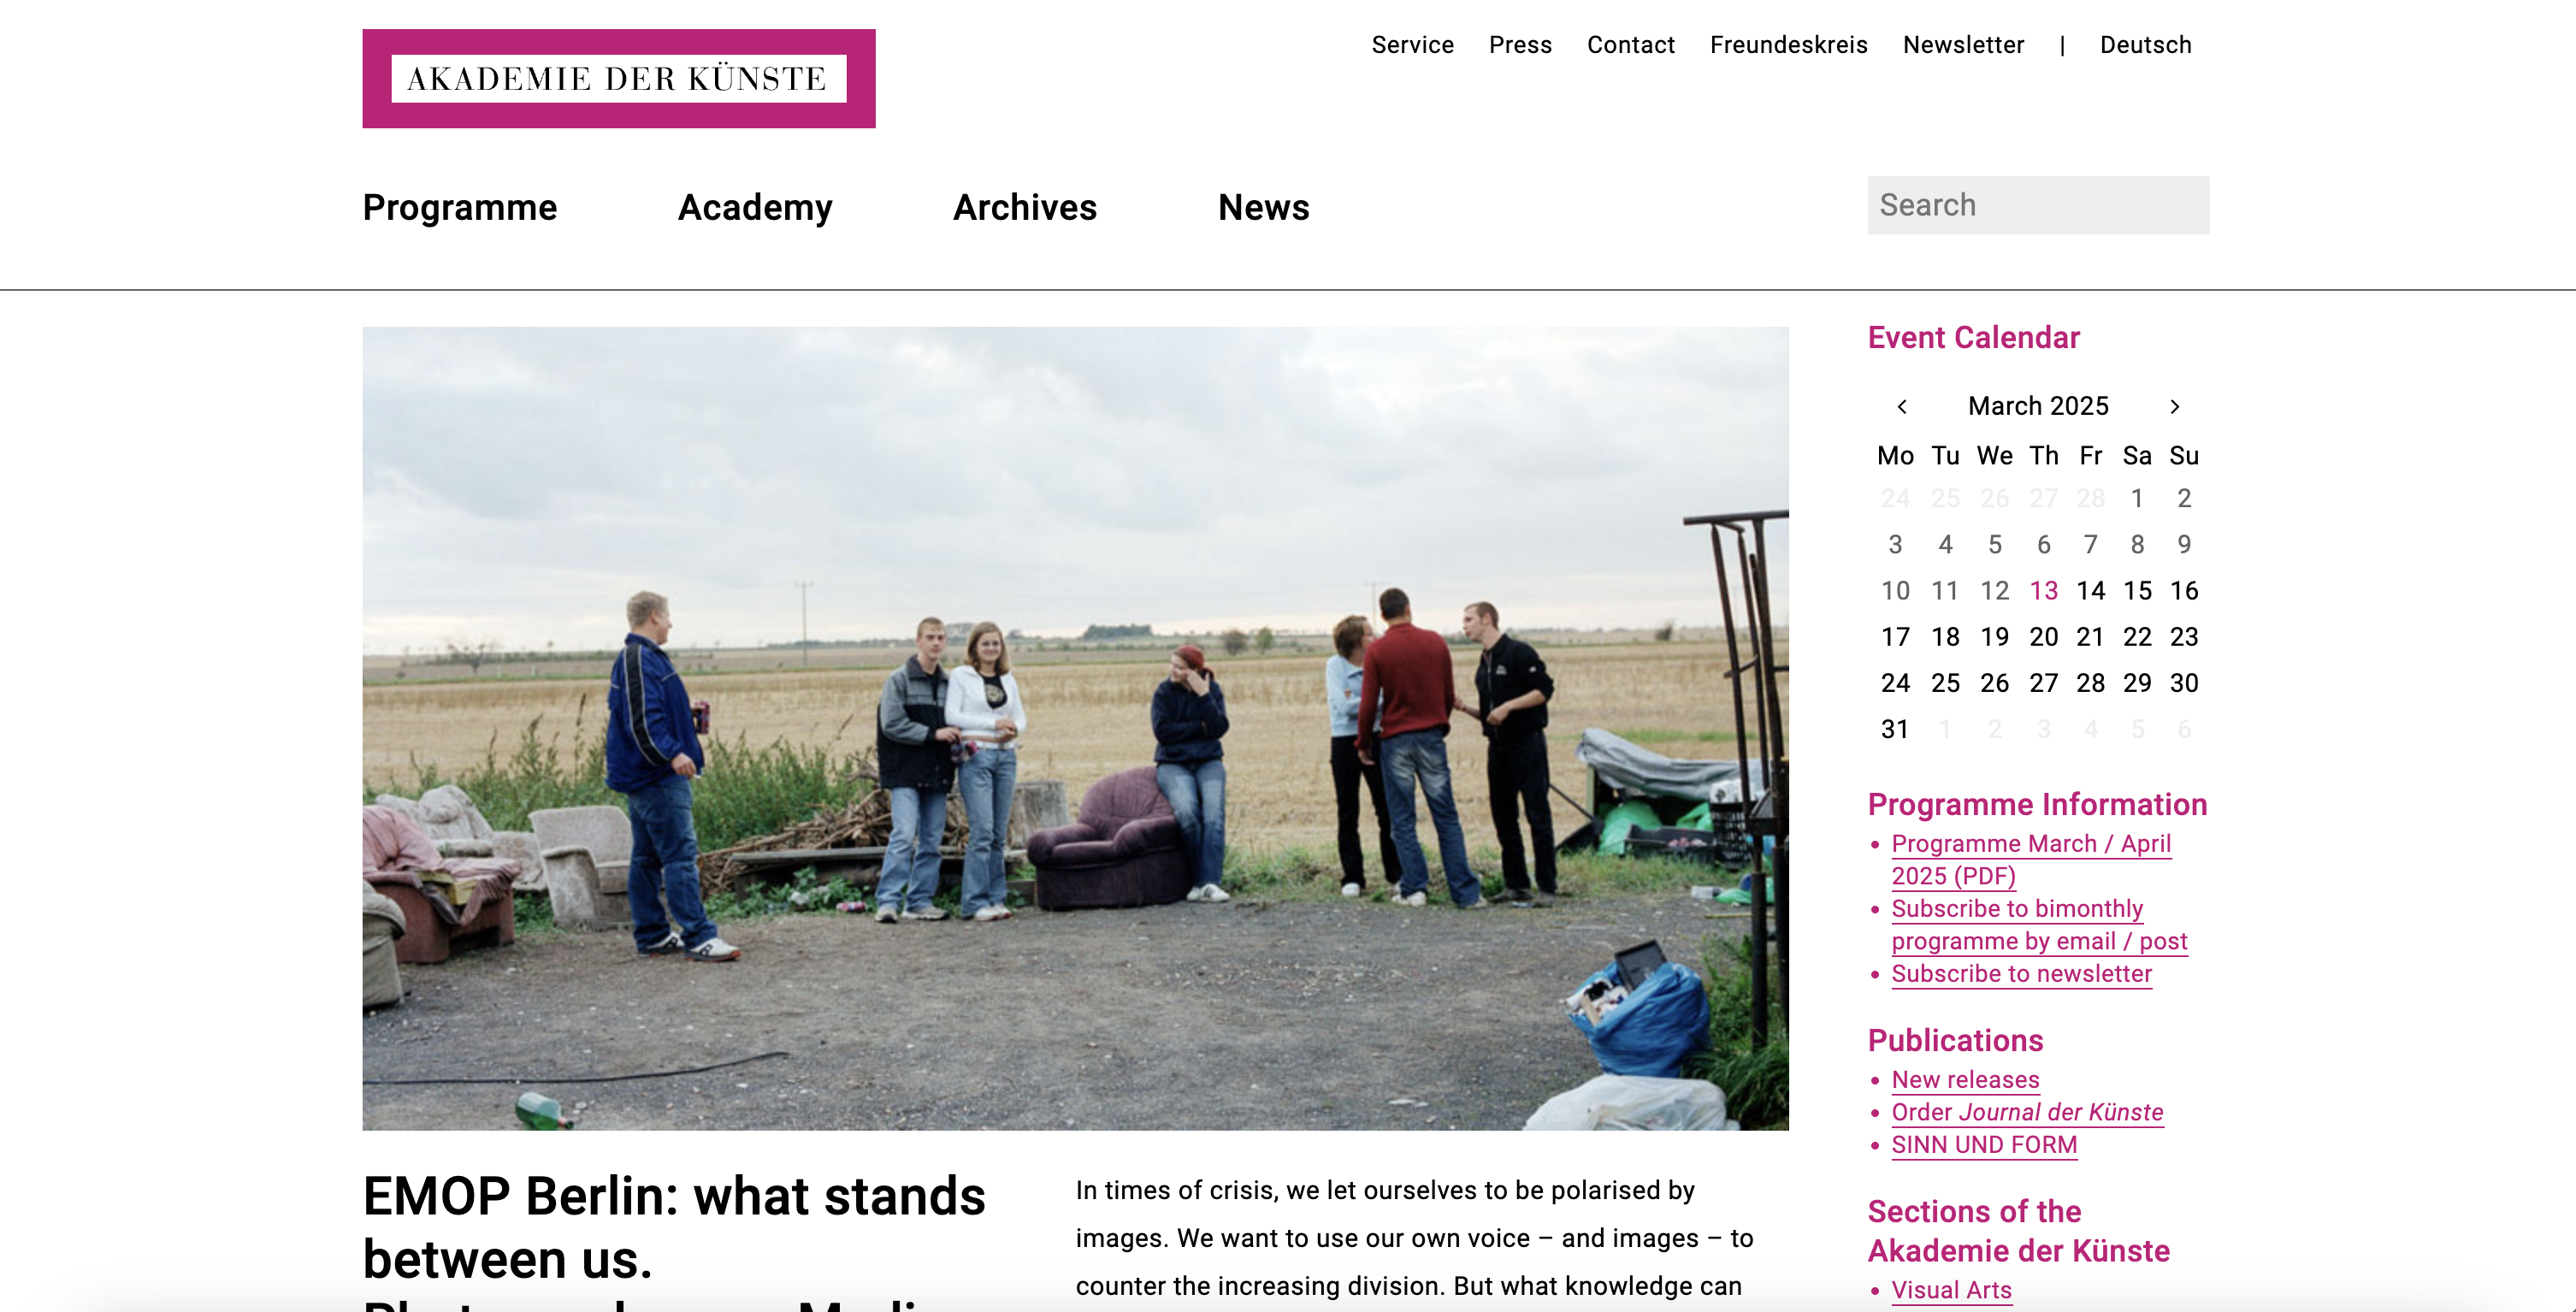 AKADEMIE DER KÜNSTE
Service Press Contact Freundeskreis Newsletter | Deutsch
Programme Academy Archives News
Search
Event Calendar
‹ March 2025 ›
Mo Tu We Th Fr Sa Su
24 25 26 27 28 1 2
3 4 5 6 7 8 9
10 11 12 13 14 15 16
17 18 19 20 21 22 23
24 25 26 27 28 29 30
31 1 2 3 4 5 6
Programme Information
• Programme March / April
2025 (PDF)
• Subscribe to bimonthly
programme by email / post
• Subscribe to newsletter
Publications
• New releases
• Order Journal der Künste
• SINN UND FORM
Sections of the
Akademie der Künste
• Visual Arts
EMOP Berlin: what stands
between us.
In times of crisis, we let ourselves to be polarised by
images. We want to use our own voice – and images – to
counter the increasing division. But what knowledge can